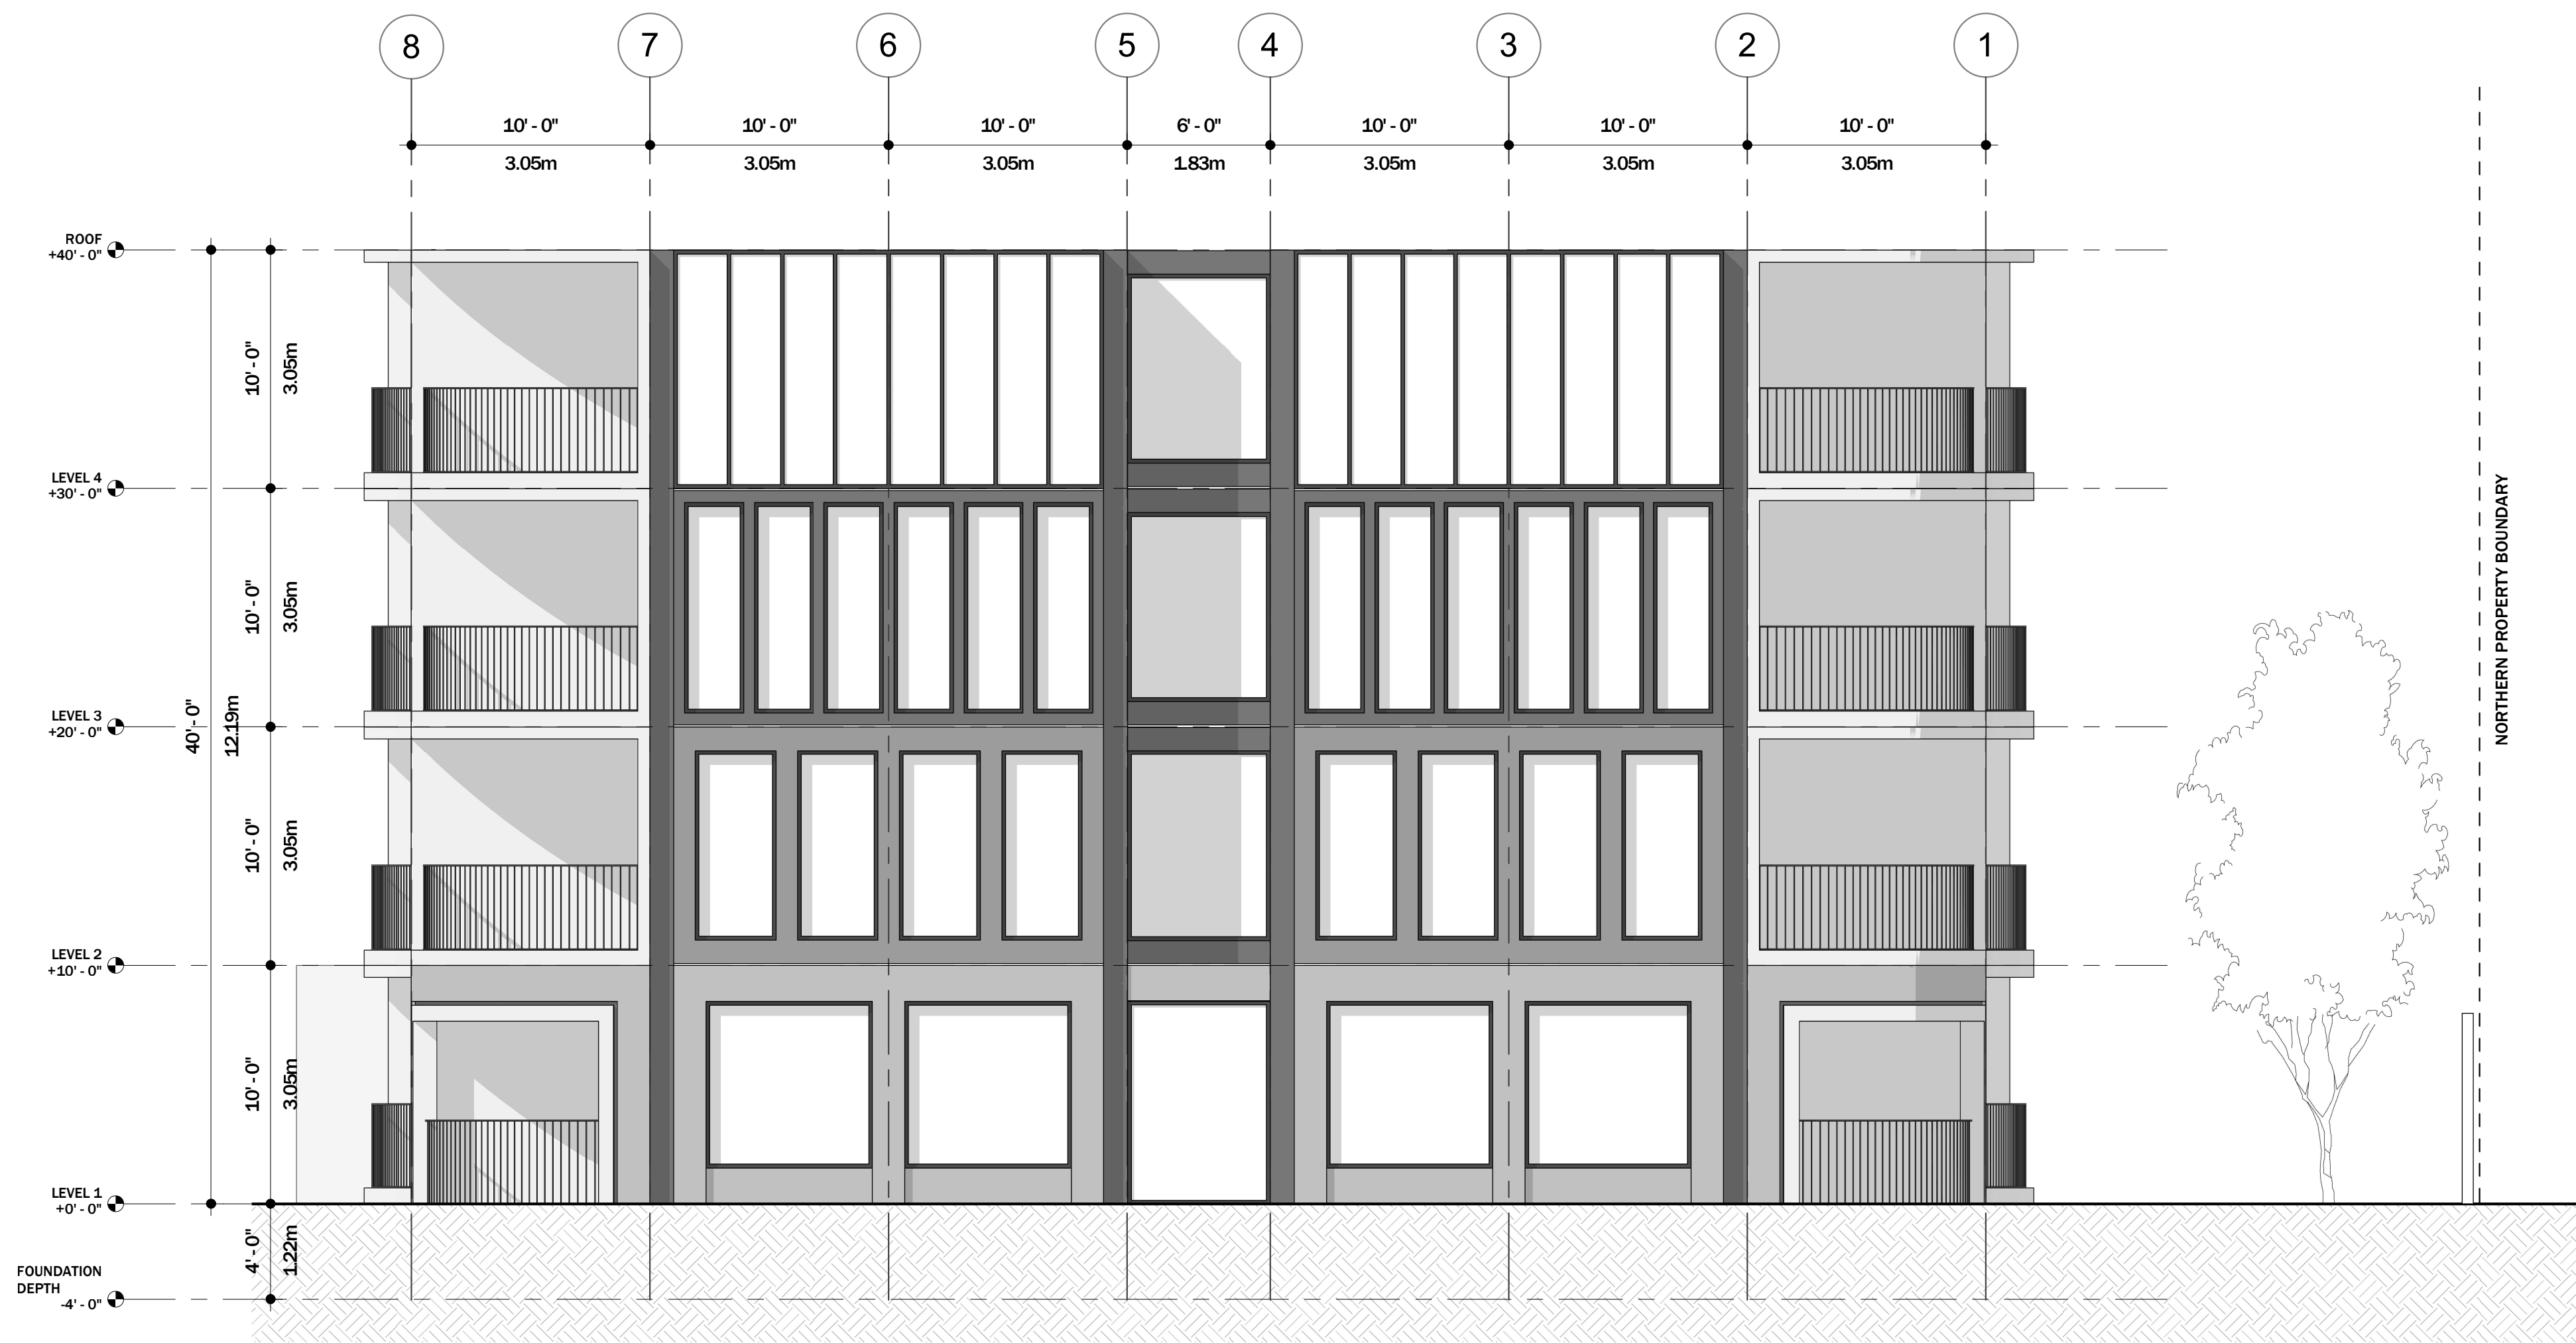 8 7 6 5 4 3 2 1
10' - 0" 10' - 0" 10' - 0" 6' - 0" 10' - 0" 10' - 0" 10' - 0"
3.05m 3.05m 3.05m 1.83m 3.05m 3.05m 3.05m
ROOF
+40' - 0"
10' - 0"
3.05m
LEVEL 4
+30' - 0"
10' - 0"
3.05m
LEVEL 3
+20' - 0"
40' - 0"
12.19m
10' - 0"
3.05m
LEVEL 2
+10' - 0"
10' - 0"
3.05m
LEVEL 1
+0' - 0"
4' - 0"
1.22m
FOUNDATION
DEPTH
-4' - 0"
NORTHERN PROPERTY BOUNDARY